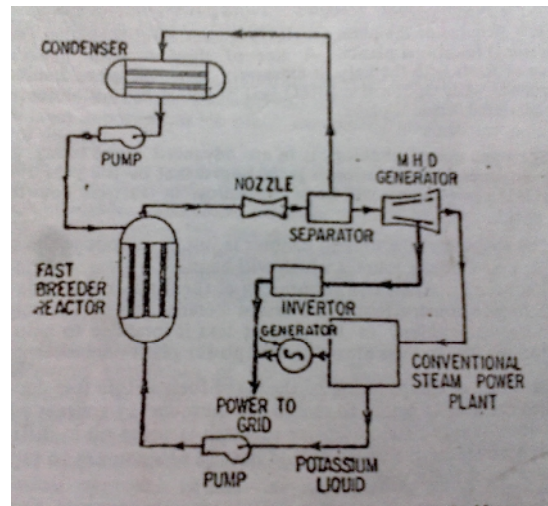 CONDENSER
PUMP
NOZZLE
M.H.D
GENERATOR
SEPARATOR
FAST
BREEDER
REACTOR
INVERTOR
GENERATOR
CONVENTIONAL
STEAM POWER
PLANT
POWER TO
GRID
PUMP
POTASSIUM
LIQUID